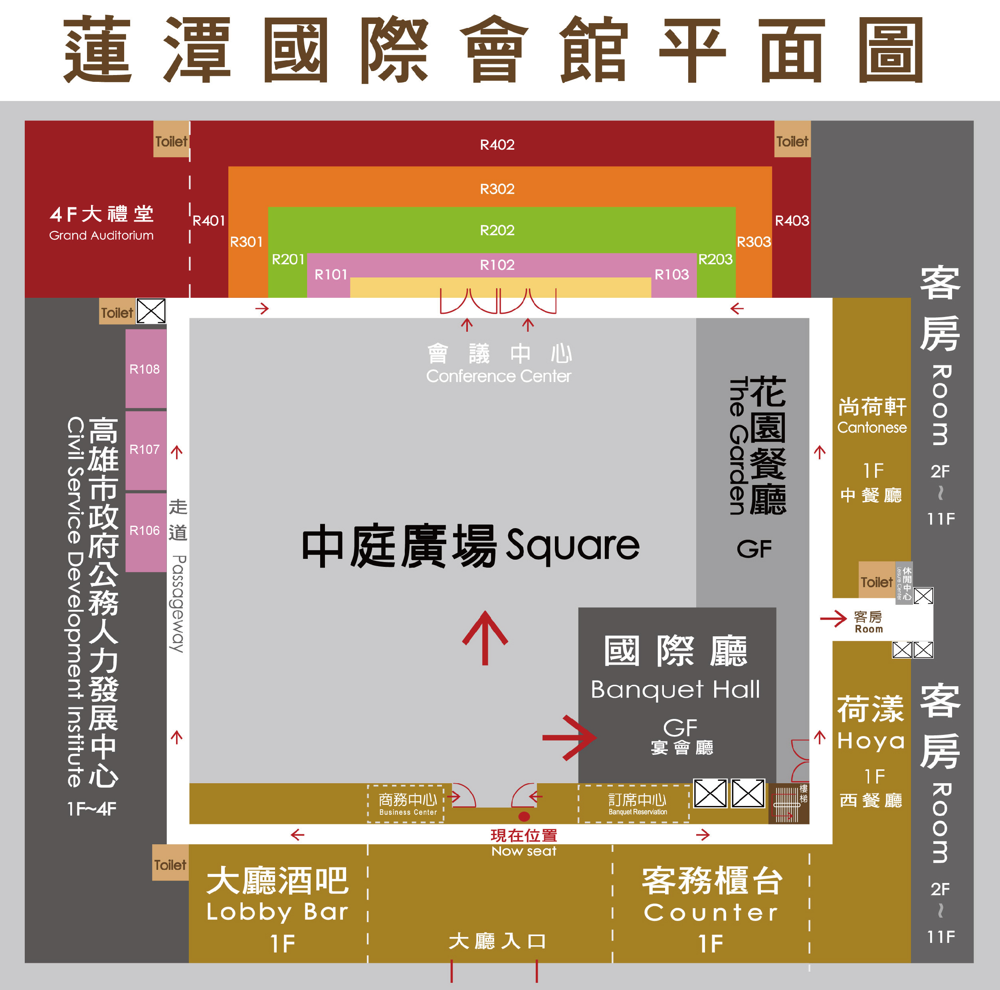 蓮潭國際會館平面圖
Toilet
R402
Toilet
R302
4F大禮堂
Grand Auditorium
R401
R403
R202
R301
R303
R201
R203
R102
R101
R103
客房 Room
2F
~
11F
Toilet
會議中心
Conference Center
R108
R107
R106
高雄市政府公務人力發展中心
Civil Service Development Institute
1F~4F
走道 Passageway
花園餐廳
The Garden
GF
尚荷軒
Cantonese
1F
中餐廳
中庭廣場 Square
Toilet
休閒中心
Leisure Center
客房
Room
國際廳
Banquet Hall
GF
宴會廳
荷漾
Hoya
1F
西餐廳
客房 Room
2F
~
11F
商務中心
Business Center
訂席中心
Banquet Reserviation
樓梯
現在位置
Now seat
Toilet
大廳酒吧
Lobby Bar
1F
大廳入口
客務櫃台
Counter
1F